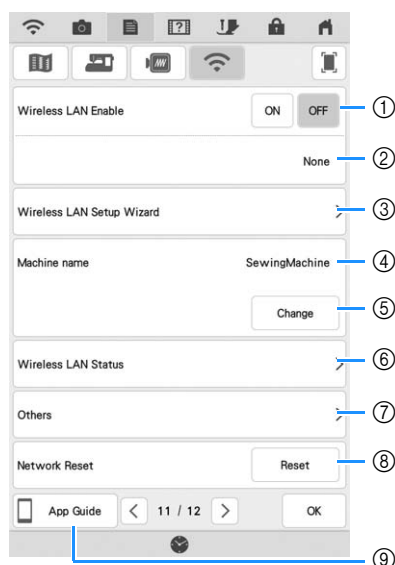 Wireless LAN Enable ON OFF ①
None ②
Wireless LAN Setup Wizard ③
Machine name SewingMachine ④
Change ⑤
Wireless LAN Status ⑥
Others ⑦
Network Reset Reset ⑧
App Guide 11 / 12 OK
⑨